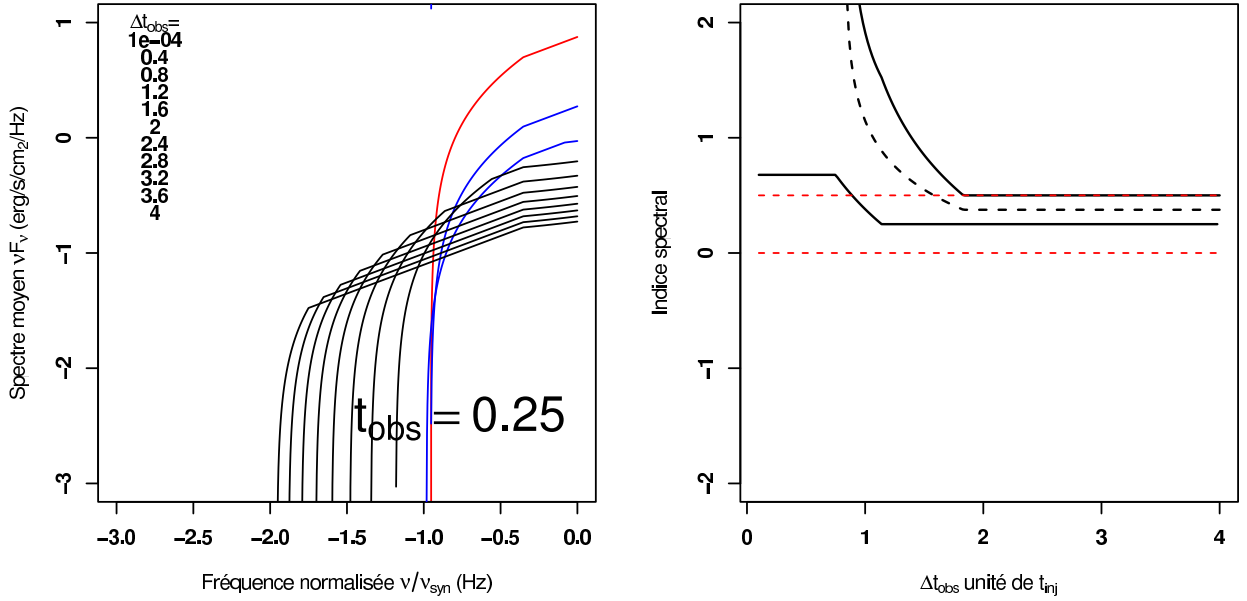 Δt_obs=
1e−04
0.4
0.8
1.2
1.6
2
2.4
2.8
3.2
3.6
4
t_obs = 0.25
1
0
−1
−2
−3
Spectre moyen νF_ν (erg/s/cm_2/Hz)
−3.0 −2.5 −2.0 −1.5 −1.0 −0.5 0.0
Fréquence normalisée ν/ν_syn (Hz)
2
1
0
−1
−2
Indice spectral
0 1 2 3 4
Δt_obs unité de t_inj